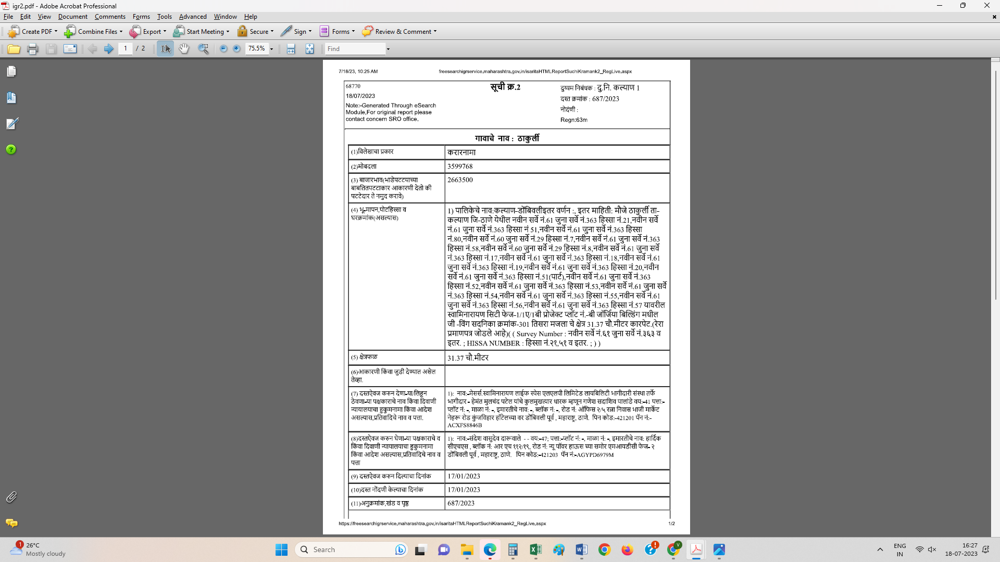 igr2.pdf - Adobe Acrobat Professional
File Edit View Document Comments Forms Tools Advanced Window Help
Create PDF Combine Files Export Start Meeting Secure Sign Forms Review & Comment
1 / 2 75.5% Find
7/18/23, 10:25 AM freesearchigrservice.maharashtra.gov.in/isaritaHTMLReportSuchiKramank2_RegLive.aspx
68770
18/07/2023
Note:-Generated Through eSearch
Module,For original report please
contact concern SRO office.
सूची क्र.2
दुय्यम निबंधक : दु.नि. कल्याण 1
दस्त क्रमांक : 687/2023
नोदंणी :
Regn:63m
गावाचे नाव : ठाकुर्ली
(1)विलेखाचा प्रकार करारनामा
(2)मोबदला 3599768
(3) बाजारभाव(भाडेपटटयाच्या
बाबतितपटटाकार आकारणी देतो की
पटटेदार ते नमुद करावे)
2663500
(4) भू-मापन,पोटहिस्सा व
घरक्रमांक(असल्यास)
1) पालिकेचे नाव:कल्याण-डोंबिवलीइतर वर्णन :, इतर माहिती: मौजे ठाकुर्ली ता-
कल्याण जि-ठाणे येथील नवीन सर्वे नं.61 जुना सर्वे नं.363 हिस्सा नं.21,नवीन सर्वे
नं.61 जुना सर्वे नं.363 हिस्सा नं 51,नवीन सर्वे नं.61 जुना सर्वे नं.363 हिस्सा
नं.80,नवीन सर्वे नं.60 जुना सर्वे नं.29 हिस्सा नं.7,नवीन सर्वे नं.61 जुना सर्वे नं.363
हिस्सा नं.58,नवीन सर्वे नं.60 जुना सर्वे नं.29 हिस्सा नं.8,नवीन सर्वे नं.61 जुना सर्वे
नं.363 हिस्सा नं.17,नवीन सर्वे नं.61 जुना सर्वे नं.363 हिस्सा नं.18,नवीन सर्वे नं.61
जुना सर्वे नं.363 हिस्सा नं.19,नवीन सर्वे नं.61 जुना सर्वे नं.363 हिस्सा नं.20,नवीन
सर्वे नं.61 जुना सर्वे नं.363 हिस्सा नं.51(पार्ट),नवीन सर्वे नं.61 जुना सर्वे नं.363
हिस्सा नं.52,नवीन सर्वे नं.61 जुना सर्वे नं.363 हिस्सा नं.53,नवीन सर्वे नं.61 जुना सर्वे
नं.363 हिस्सा नं.54,नवीन सर्वे नं.61 जुना सर्वे नं.363 हिस्सा नं.55,नवीन सर्वे नं.61
जुना सर्वे नं.363 हिस्सा नं.56,नवीन सर्वे नं.61 जुना सर्वे नं.363 हिस्सा नं.57 यावरील
स्वामिनारायण सिटी फेज-1/1ए/1बी प्रोजेक्ट प्लॉट नं.-बी जॉर्जिया बिल्डिंग मधील
जी -विंग सदनिका क्रमांक-301 तिसरा मजला चे क्षेत्र 31.37 चौ.मीटर कारपेट.(रेरा
प्रमाणपत्र जोडले आहे)( ( Survey Number : नवीन सर्वे नं.६१ जुना सर्वे नं.३६३ व
इतर. ; HISSA NUMBER : हिस्सा नं.२१,५१ व इतर. ; ) )
(5) क्षेत्रफळ 31.37 चौ.मीटर
(6)आकारणी किंवा जुडी देण्यात असेल
तेव्हा.
(7) दस्तऐवज करुन देणा-या/लिहून
ठेवणा-या पक्षकाराचे नाव किंवा दिवाणी
न्यायालयाचा हुकुमनामा किंवा आदेश
असल्यास,प्रतिवादिचे नाव व पत्ता.
1): नाव:-मेसर्स.स्वामिनारायण लाईफ स्पेस एलएलपी लिमिटेड लायबिलिटी भागीदारी संस्था तर्फे
भागीदार - हेमंत मुलचंद पटेल यांचे कुलमुखत्यार धारक म्हणून गणेश सदाशिव पालांडे वय:-41 पत्ता:-
प्लॉट नं: -, माळा नं: -, इमारतीचे नाव: -, ब्लॉक नं: -, रोड नं: ऑफिस २/५ रत्ना निवास भाजी मार्केट
नेहरू रोड कुंजविहार हॉटेलच्या वर डोंबिवली पूर्व , महाराष्ट्र, ठाणे. पिन कोड:-421201 पॅन नं:-
ACXFS8846B
(8)दस्तऐवज करुन घेणा-या पक्षकाराचे व
किंवा दिवाणी न्यायालयाचा हुकुमनामा
किंवा आदेश असल्यास,प्रतिवादिचे नाव व
पत्ता
1): नाव:-संदेश वासुदेव दारूवाले - - वय:-47; पत्ता:-प्लॉट नं: -, माळा नं: -, इमारतीचे नाव: हार्दिक
सीएचएस , ब्लॉक नं: आर एच ११२/१९, रोड नं: न्यू पॉवर हाऊस च्या समोर एमआयडीसी फेज- २
डोंबिवली पूर्व , महाराष्ट्र, ठाणे. पिन कोड:-421203 पॅन नं:-AGYPD6979M
(9) दस्तऐवज करुन दिल्याचा दिनांक 17/01/2023
(10)दस्त नोंदणी केल्याचा दिनांक 17/01/2023
(11)अनुक्रमांक,खंड व पृष्ठ 687/2023
https://freesearchigrservice.maharashtra.gov.in/isaritaHTMLReportSuchiKramank2_RegLive.aspx 1/2
1 26°C
Mostly cloudy
Search
V
ENG
IN
16:27
18-07-2023